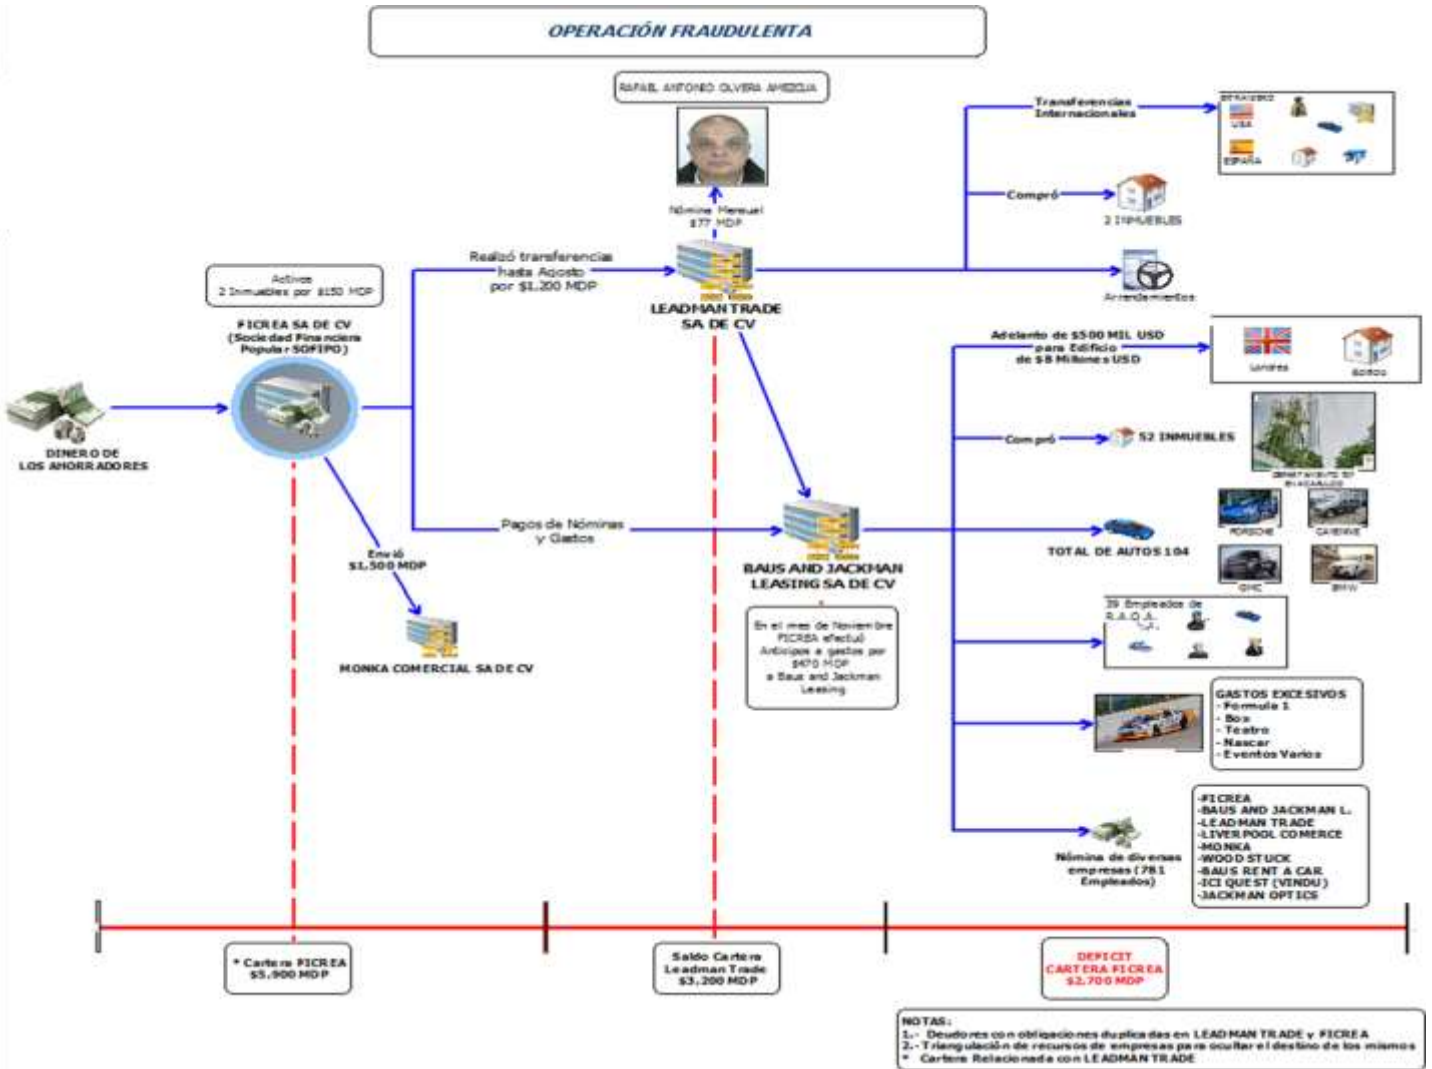 OPERACIÓN FRAUDULENTA
RAFAEL ANTONIO OLVERA AMEZCUA
Nómina Mensual
$77 MDP
Realizó transferencias
hasta Agosto
por $1,200 MDP
LEADMAN TRADE
SA DE CV
Activos
2 Inmuebles por $150 MDP
FICREA SA DE CV
(Sociedad Financiera
Popular SOFIPO)
DINERO DE
LOS AHORRADORES
Envió
$1,500 MDP
MONKA COMERCIAL SA DE CV
Pagos de Nóminas
y Gastos
BAUS AND JACKMAN
LEASING SA DE CV
En el mes de Noviembre
FICREA efectuó
Anticipos a gastos por
$470 MDP
a Baus and Jackman
Leasing
Transferencias
Internacionales
USA
ESPAÑA
Compró
2 INMUEBLES
Arrendamientos
Adelanto de $500 MIL USD
para Edificio
de $8 Millones USD
Londres
Edificio
Compró
52 INMUEBLES
EN ACAPULCO
TOTAL DE AUTOS 104
PORSCHE
CAYENNE
GMC
BMW
39 Empleados de
R.A.O.A.
GASTOS EXCESIVOS
- Formula 1
- Box
- Teatro
- Nascar
- Eventos Varios
Nómina de diversas
empresas (781
Empleados)
-FICREA
-BAUS AND JACKMAN L.
-LEADMAN TRADE
-LIVERPOOL COMERCE
-MONKA
-WOOD STUCK
-BAUS RENT A CAR
-ICI QUEST (VINDU)
-JACKMAN OPTICS
* Cartera FICREA
$5,900 MDP
Saldo Cartera
Leadman Trade
$3,200 MDP
DEFICIT
CARTERA FICREA
$2,700 MDP
NOTAS:
1.- Deudores con obligaciones duplicadas en LEADMAN TRADE y FICREA
2.- Triangulación de recursos de empresas para ocultar el destino de los mismos
* Cartera Relacionada con LEADMAN TRADE